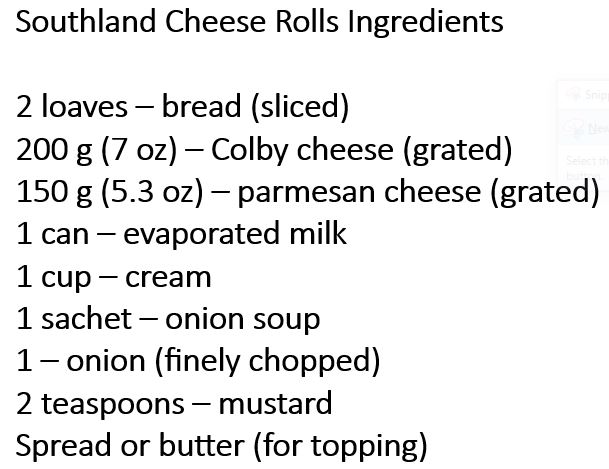 Southland Cheese Rolls Ingredients
2 loaves – bread (sliced)
200 g (7 oz) – Colby cheese (grated)
150 g (5.3 oz) – parmesan cheese (grated)
1 can – evaporated milk
1 cup – cream
1 sachet – onion soup
1 – onion (finely chopped)
2 teaspoons – mustard
Spread or butter (for topping)